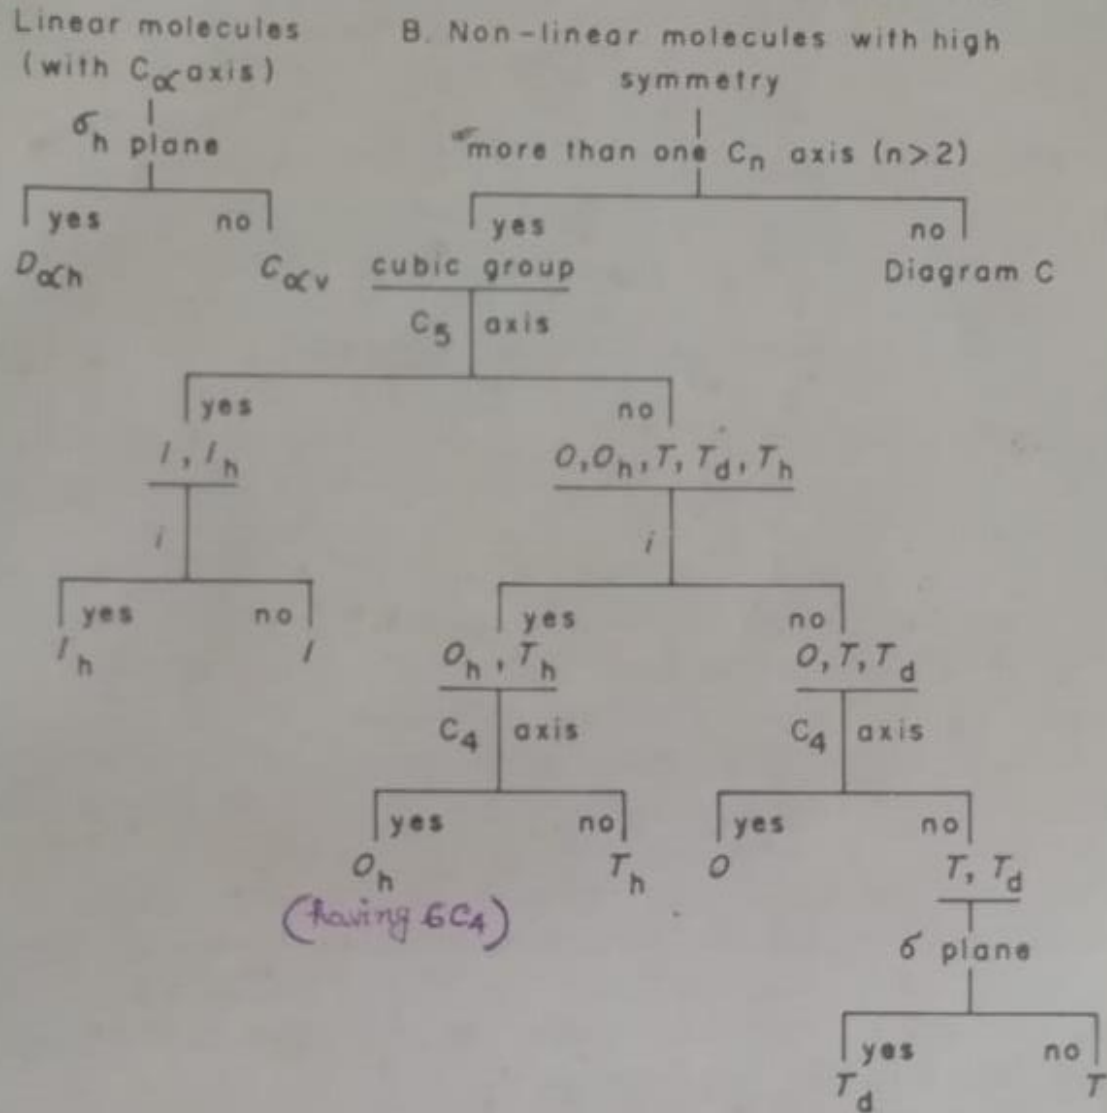 Linear molecules
(with C∝ axis)
σh plane
yes no
D∝h C∝v
B. Non-linear molecules with high
symmetry
more than one Cn axis (n>2)
yes no
cubic group Diagram C
C5 axis
yes no
I, Ih O, Oh, T, Td, Th
i i
yes no yes no
Ih I Oh, Th O, T, Td
C4 axis C4 axis
yes no yes no
Oh Th O T, Td
(having 6C4)
σ plane
yes no
Td T